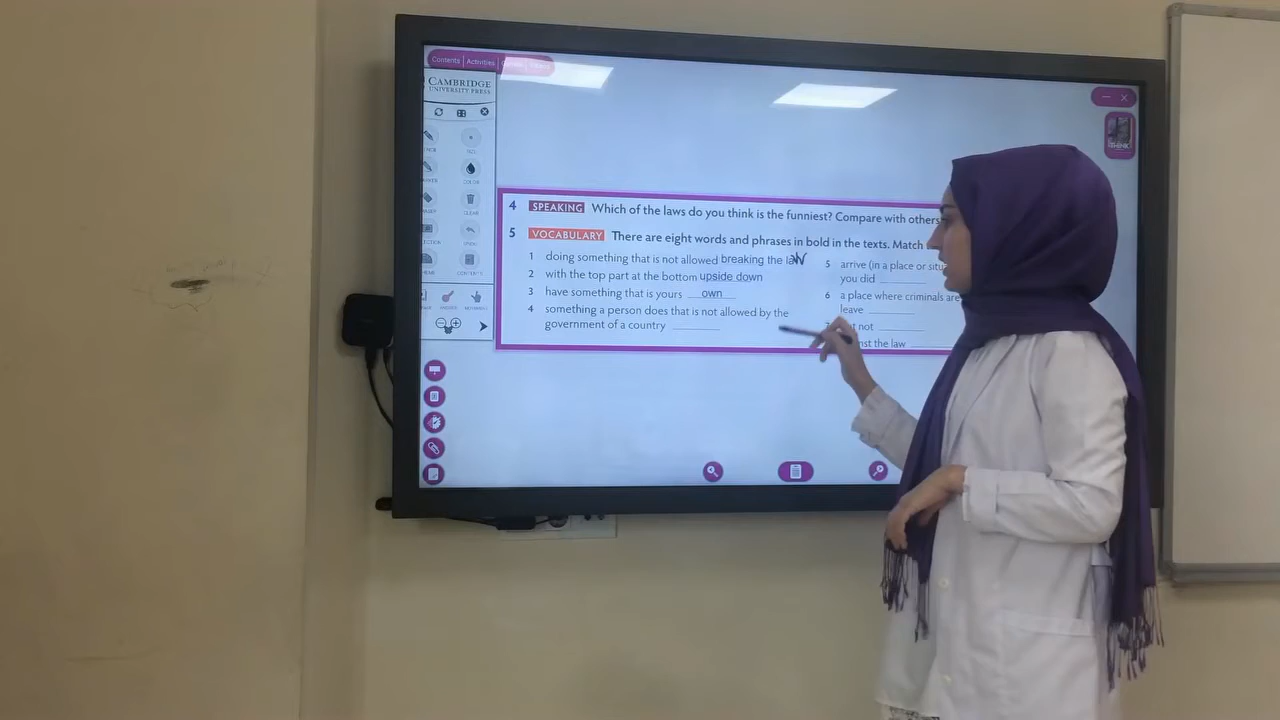 Contents | Activities
CAMBRIDGE
UNIVERSITY PRESS
COLOR
CLEAR
CONTENTS
4 SPEAKING Which of the laws do you think is the funniest? Compare with others
5 VOCABULARY There are eight words and phrases in bold in the texts. Match
1 doing something that is not allowed breaking the law
2 with the top part at the bottom upside down
3 have something that is yours own
4 something a person does that is not allowed by the
government of a country
5 arrive (in a place or situ
you did
6 a place where criminals are
leave
not
the law
THINK